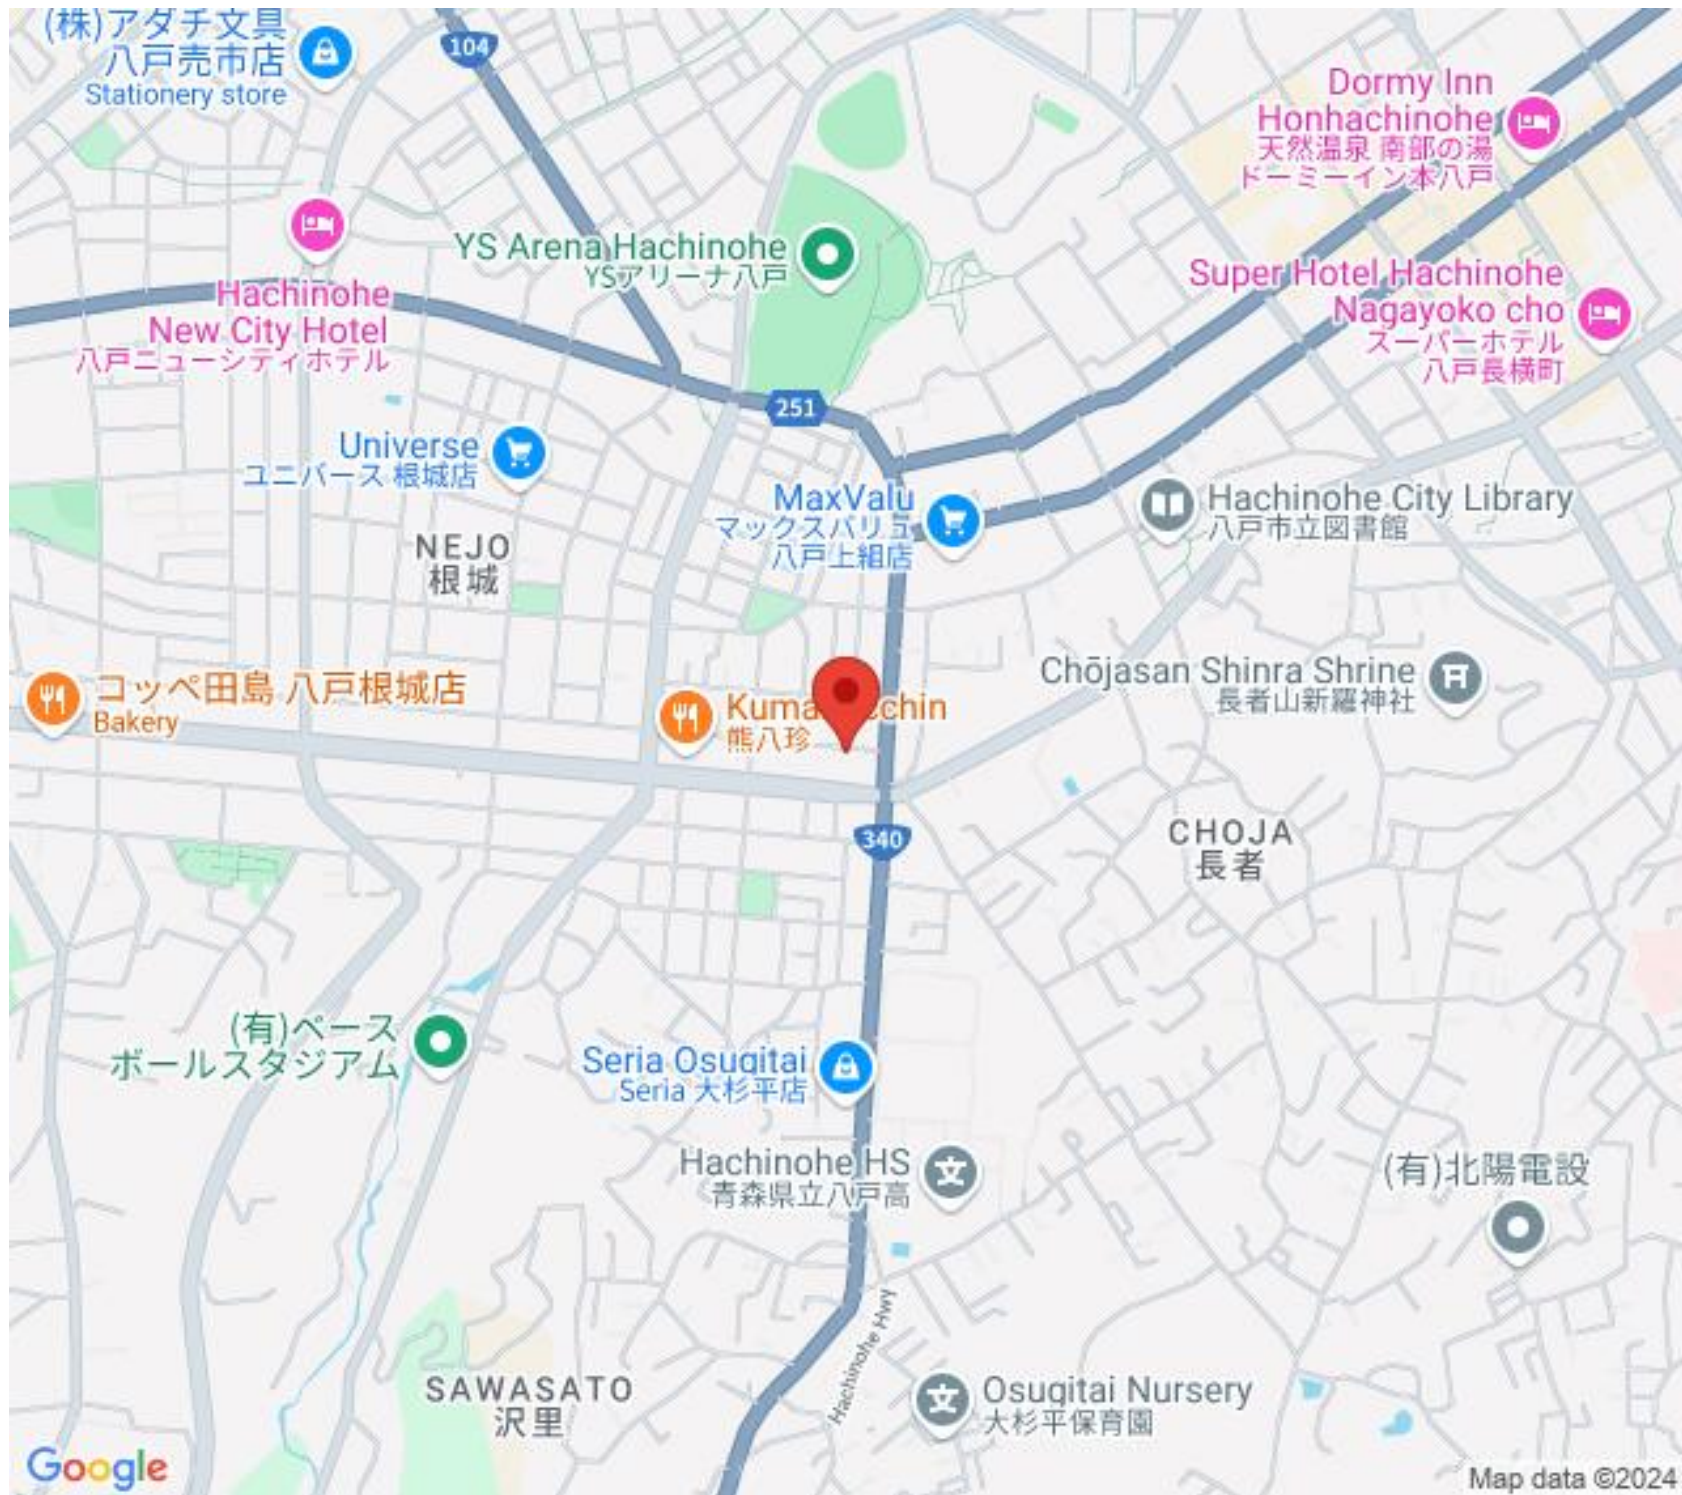 (株)アダチ文具
八戸売市店
Stationery store
104
Dormy Inn
Honhachinohe
天然温泉 南部の湯
ドーミーイン本八戸
YS Arena Hachinohe
YSアリーナ八戸
Hachinohe
New City Hotel
八戸ニューシティホテル
Super Hotel Hachinohe
Nagayoko cho
スーパーホテル
八戸長横町
251
Universe
ユニバース 根城店
MaxValu
マックスバリュ
八戸上組店
Hachinohe City Library
八戸市立図書館
NEJO
根城
Chōjasan Shinra Shrine
長者山新羅神社
コッペ田島 八戸根城店
Bakery
熊八珍
340
CHOJA
長者
(有)ベース
ボールスタジアム
Seria Osugitai
Seria 大杉平店
Hachinohe HS
青森県立八戸高
(有)北陽電設
Hachinohe Hwy
SAWASATO
沢里
Osugitai Nursery
大杉平保育園
Google
Map data ©2024